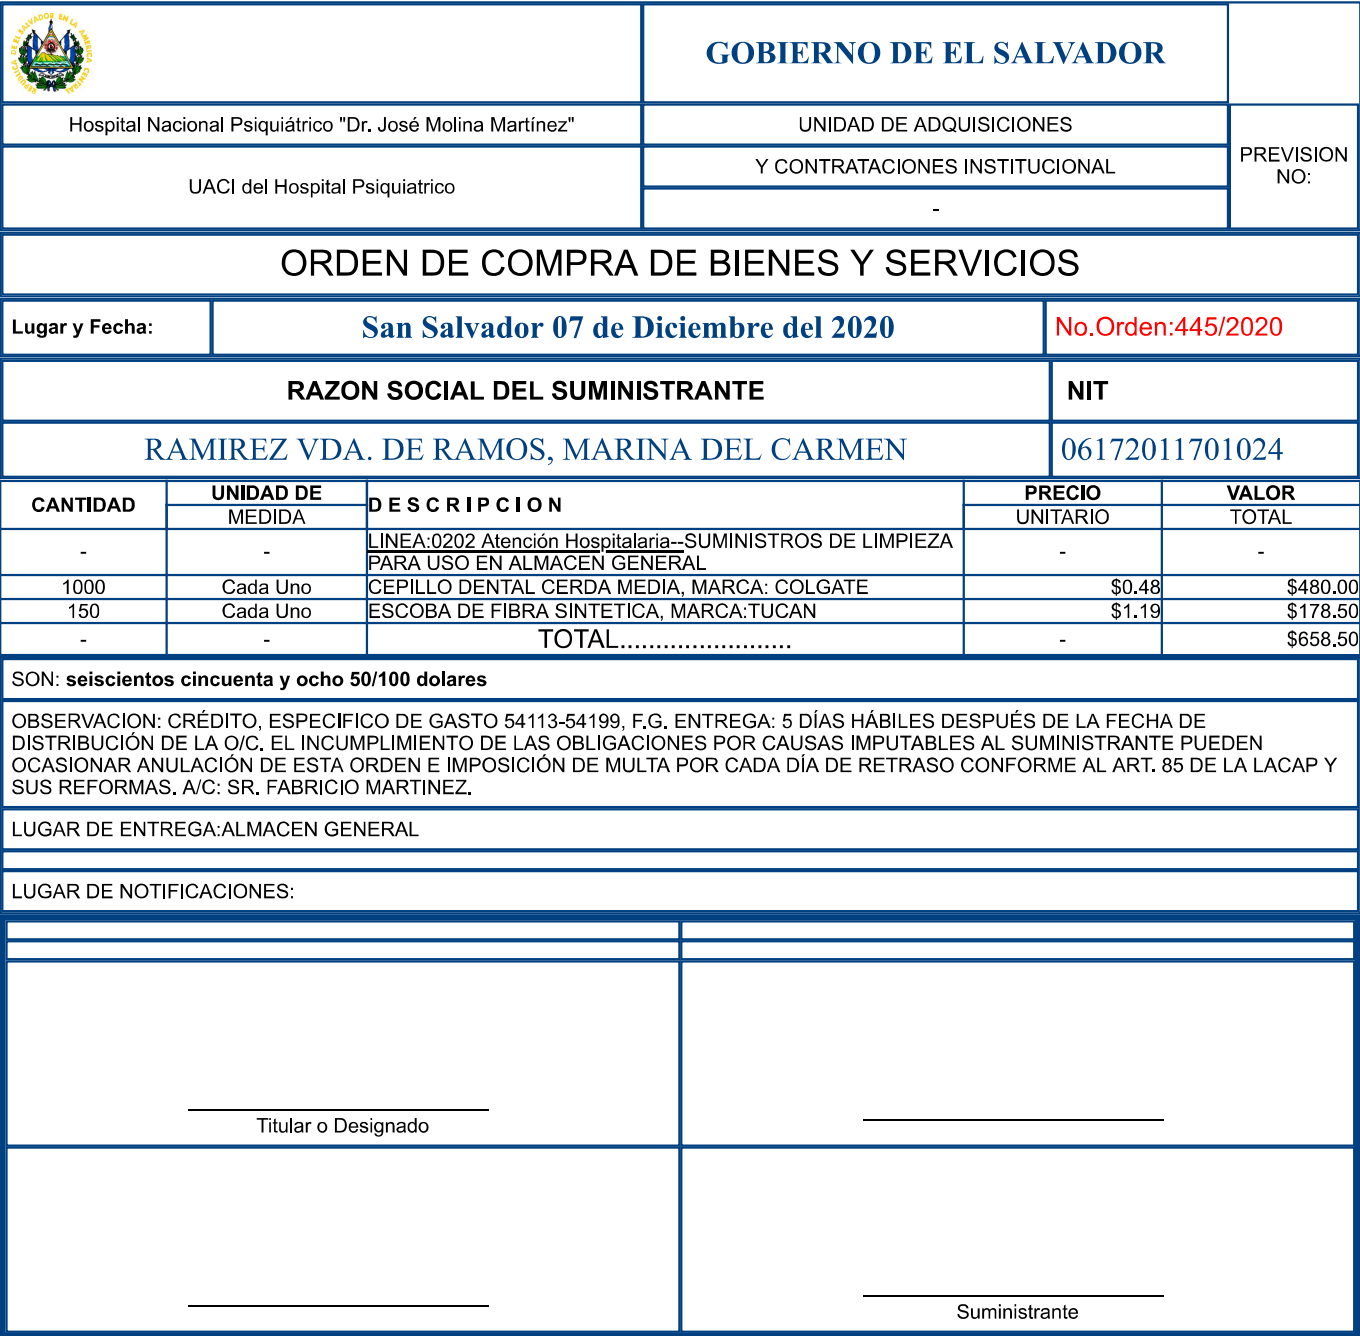 GOBIERNO DE EL SALVADOR
Hospital Nacional Psiquiátrico "Dr. José Molina Martínez"
UNIDAD DE ADQUISICIONES
PREVISION
NO:
UACI del Hospital Psiquiatrico
Y CONTRATACIONES INSTITUCIONAL
-
ORDEN DE COMPRA DE BIENES Y SERVICIOS
Lugar y Fecha:
San Salvador 07 de Diciembre del 2020
No.Orden:445/2020
RAZON SOCIAL DEL SUMINISTRANTE
NIT
RAMIREZ VDA. DE RAMOS, MARINA DEL CARMEN
06172011701024
CANTIDAD
UNIDAD DE
MEDIDA
D E S C R I P C I O N
PRECIO
UNITARIO
VALOR
TOTAL
-
-
LINEA:0202 Atención Hospitalaria--SUMINISTROS DE LIMPIEZA
PARA USO EN ALMACEN GENERAL
-
-
1000
Cada Uno
CEPILLO DENTAL CERDA MEDIA, MARCA: COLGATE
$0.48
$480.00
150
Cada Uno
ESCOBA DE FIBRA SINTETICA, MARCA:TUCAN
$1.19
$178.50
-
-
TOTAL........................
-
$658.50
SON: seiscientos cincuenta y ocho 50/100 dolares
OBSERVACION: CRÉDITO, ESPECIFICO DE GASTO 54113-54199, F.G. ENTREGA: 5 DÍAS HÁBILES DESPUÉS DE LA FECHA DE
DISTRIBUCIÓN DE LA O/C. EL INCUMPLIMIENTO DE LAS OBLIGACIONES POR CAUSAS IMPUTABLES AL SUMINISTRANTE PUEDEN
OCASIONAR ANULACIÓN DE ESTA ORDEN E IMPOSICIÓN DE MULTA POR CADA DÍA DE RETRASO CONFORME AL ART. 85 DE LA LACAP Y
SUS REFORMAS. A/C: SR. FABRICIO MARTINEZ.
LUGAR DE ENTREGA:ALMACEN GENERAL
LUGAR DE NOTIFICACIONES:
Titular o Designado
Suministrante